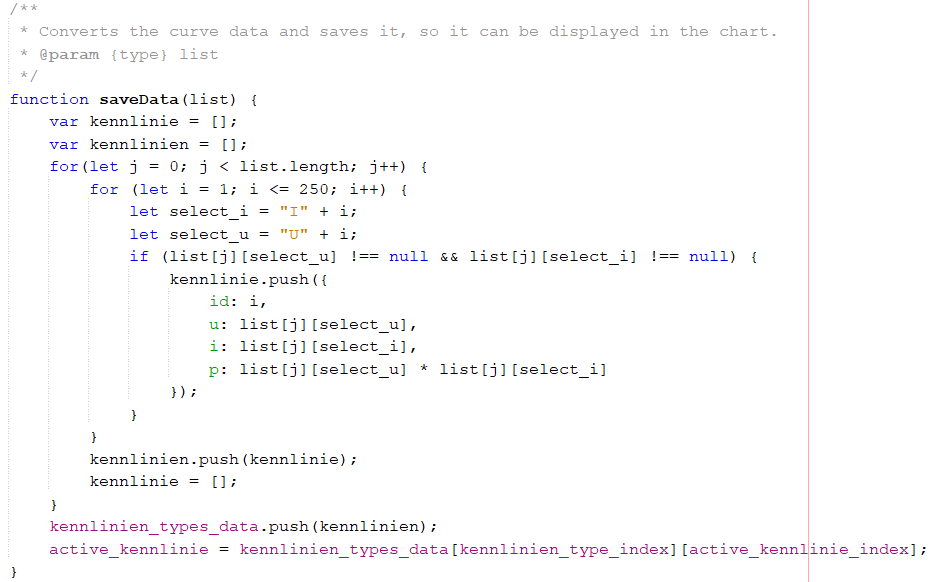 /**
 * Converts the curve data and saves it, so it can be displayed in the chart.
 * @param {type} list
 */
function saveData(list) {
    var kennlinie = [];
    var kennlinien = [];
    for(let j = 0; j < list.length; j++) {
        for (let i = 1; i <= 250; i++) {
            let select_i = "I" + i;
            let select_u = "U" + i;
            if (list[j][select_u] !== null && list[j][select_i] !== null) {
                kennlinie.push({
                    id: i,
                    u: list[j][select_u],
                    i: list[j][select_i],
                    p: list[j][select_u] * list[j][select_i]
                });
            }
        }
        kennlinien.push(kennlinie);
        kennlinie = [];
    }
    kennlinien_types_data.push(kennlinien);
    active_kennlinie = kennlinien_types_data[kennlinien_type_index][active_kennlinie_index];
}